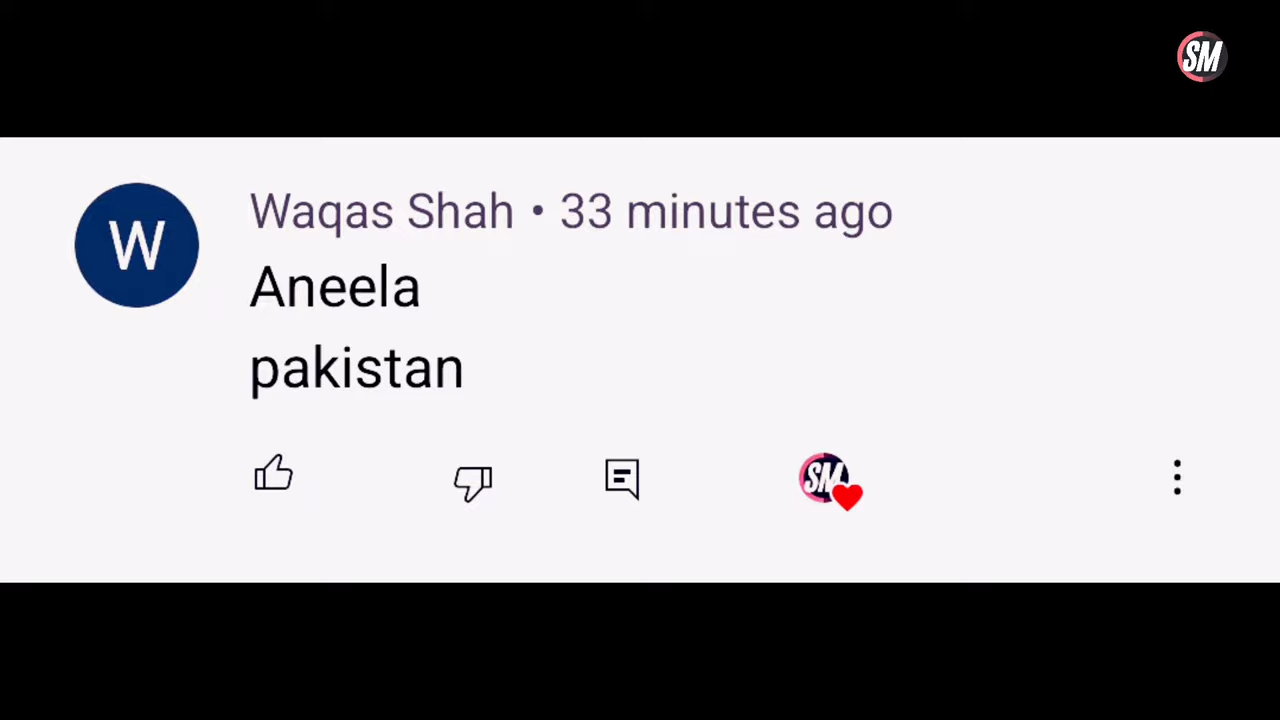 SM
W
Waqas Shah • 33 minutes ago
Aneela
pakistan
SM